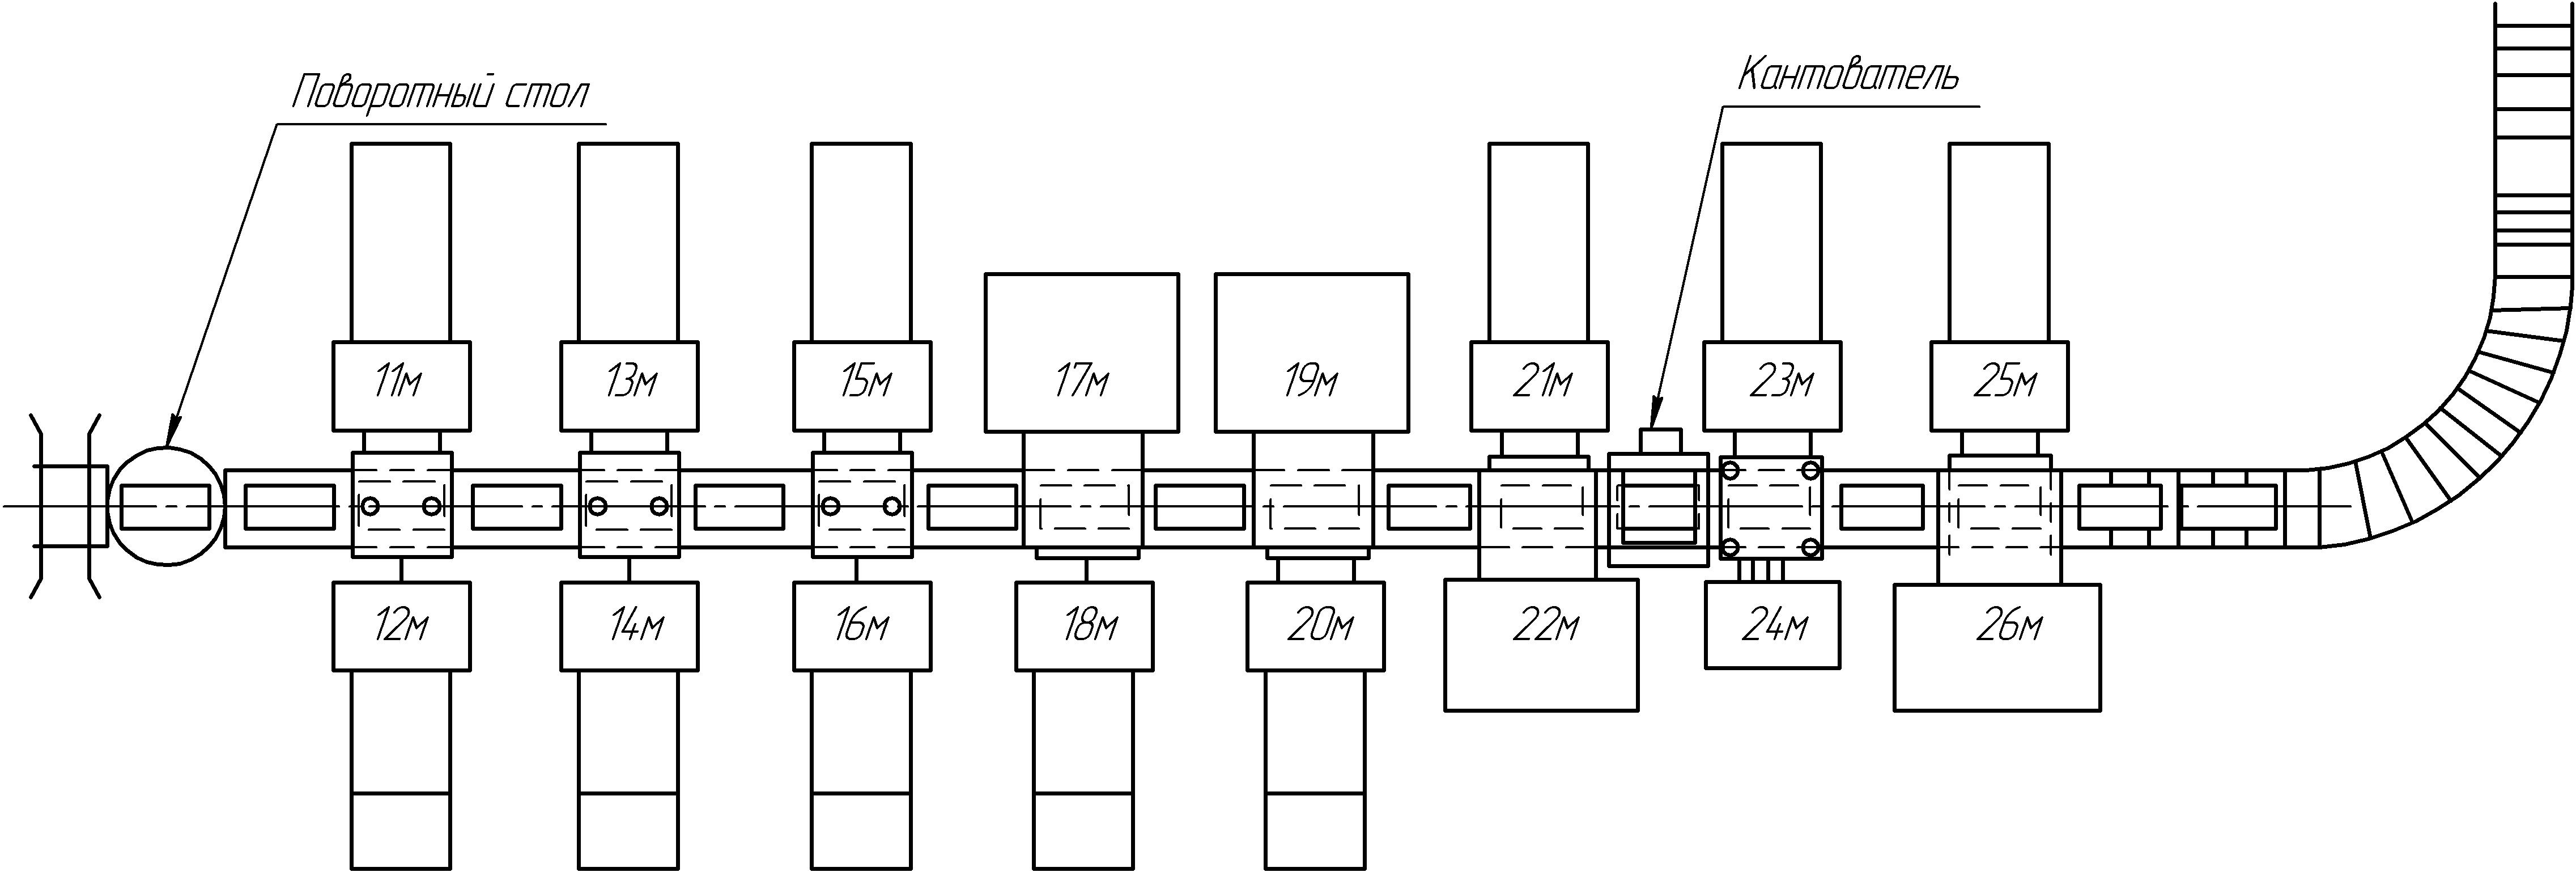 Поворотный стол
Кантователь
11м 13м 15м 17м 19м 21м 23м 25м
12м 14м 16м 18м 20м 22м 24м 26м